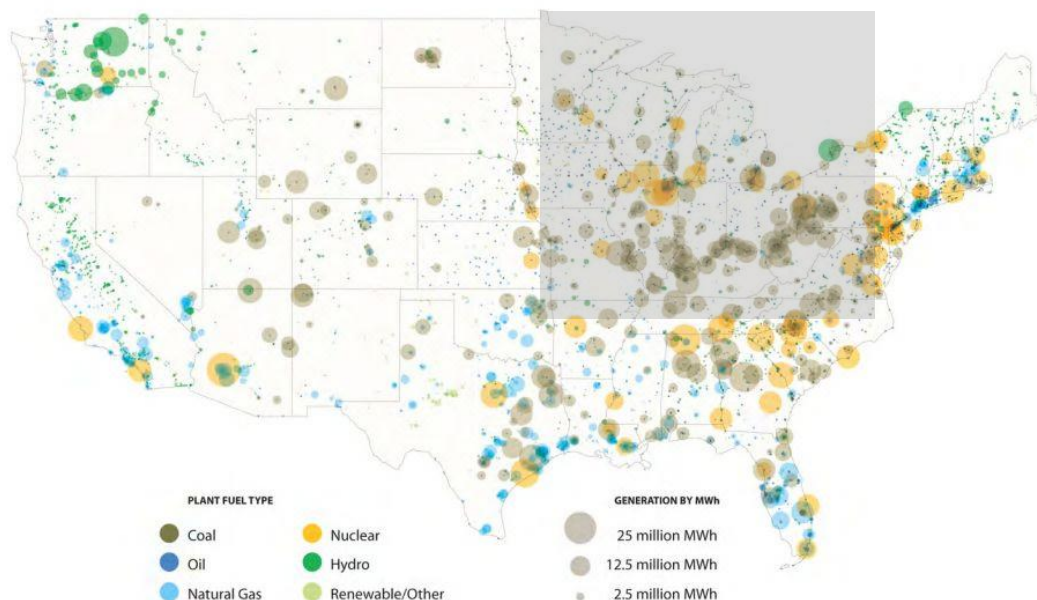 PLANT FUEL TYPE
Coal
Oil
Natural Gas
Nuclear
Hydro
Renewable/Other
GENERATION BY MWh
25 million MWh
12.5 million MWh
2.5 million MWh